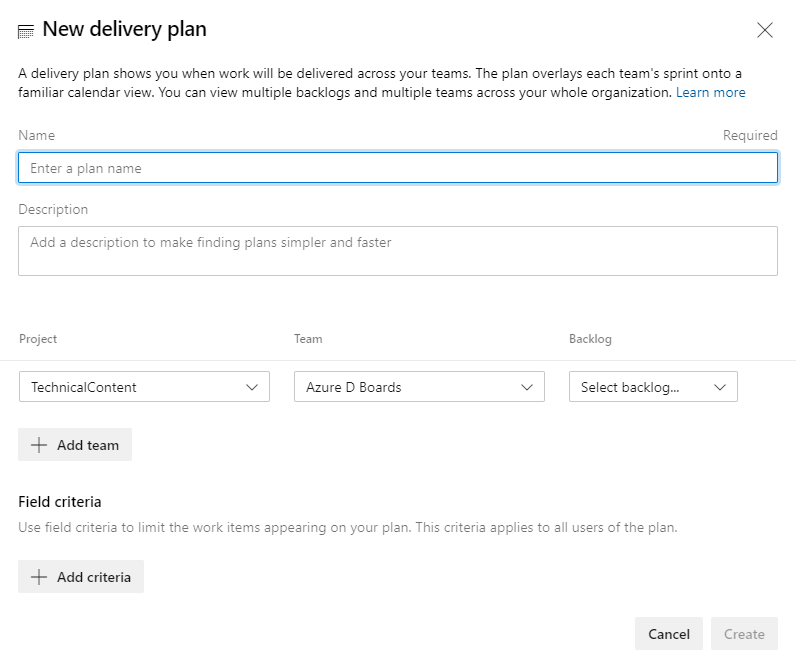 New delivery plan
A delivery plan shows you when work will be delivered across your teams. The plan overlays each team's sprint onto a
familiar calendar view. You can view multiple backlogs and multiple teams across your whole organization. Learn more
Name Required
Enter a plan name
Description
Add a description to make finding plans simpler and faster
Project Team Backlog
TechnicalContent Azure D Boards Select backlog...
Add team
Field criteria
Use field criteria to limit the work items appearing on your plan. This criteria applies to all users of the plan.
Add criteria
Cancel Create